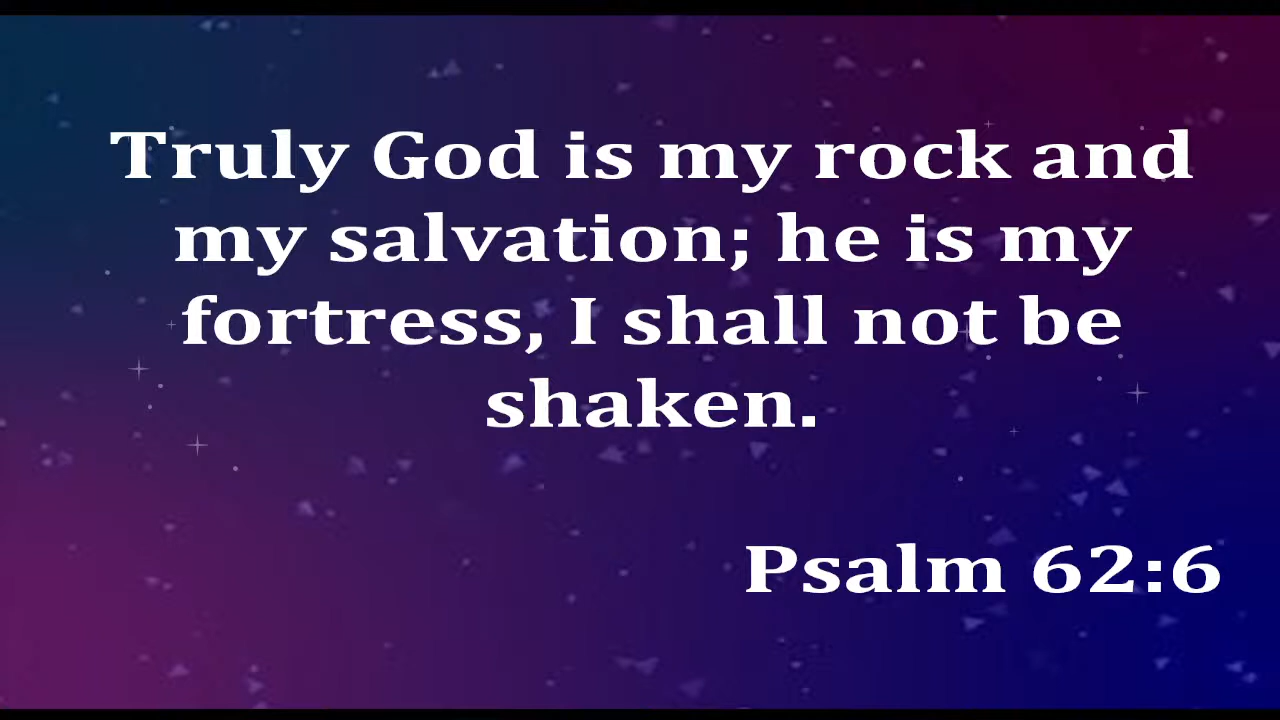 Truly God is my rock and
my salvation; he is my
fortress, I shall not be
shaken.
Psalm 62:6